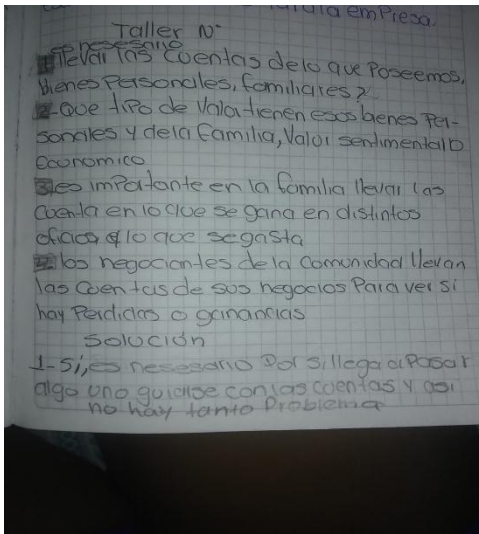 la empresa.
Taller N°
es nesesario
1 llevar las cuentas de lo que Poseemos,
bienes Personales, familiares?
2-Que tipo de Valor tienen esos bienes Per-
sonales y dela familia, Valor sentimental o
economico
3 es importante en la familia llevar las
cuenta en lo que se gana en distintos
oficios o lo que se gasta
los negociantes de la comunidad llevan
las cuentas de sus negocios Para ver si
hay Perdidas o ganancias
Solución
1-Si, es nesesario Por si llega a Pasar
algo uno guiarse con las cuentas y asi
no hay tanto Problema